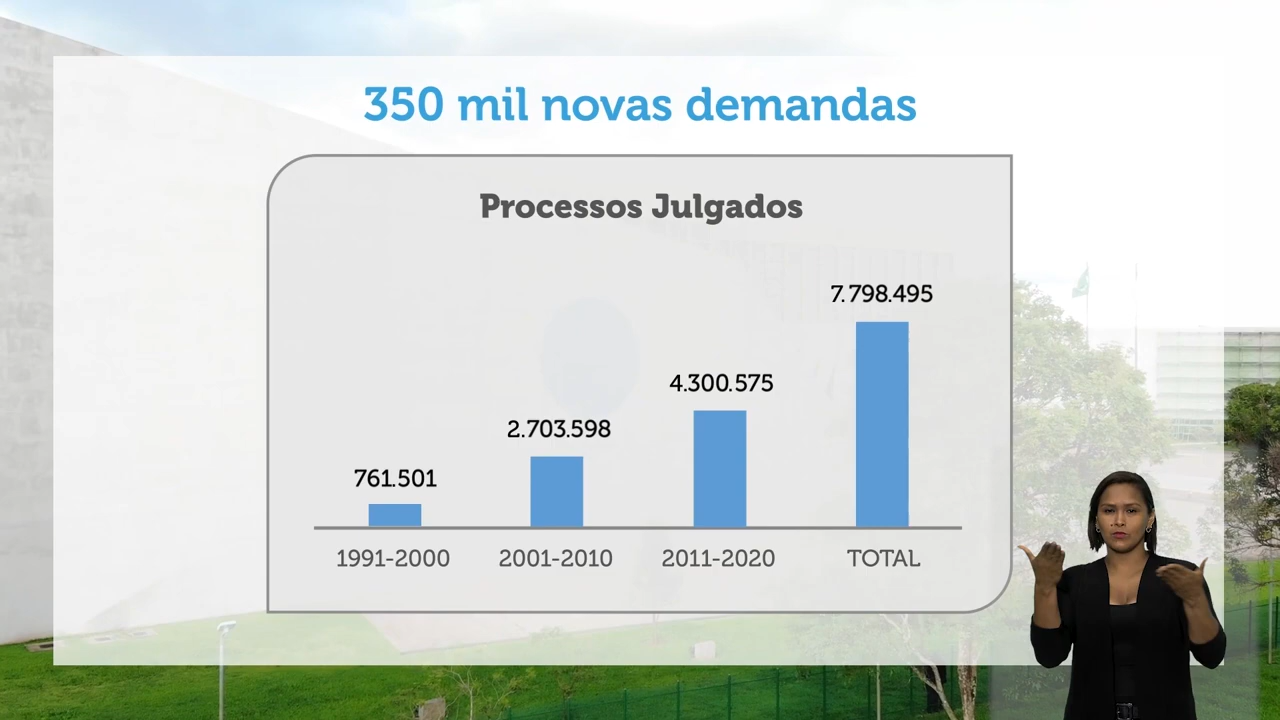 350 mil novas demandas
Processos Julgados
7.798.495
4.300.575
2.703.598
761.501
1991-2000 2001-2010 2011-2020 TOTAL